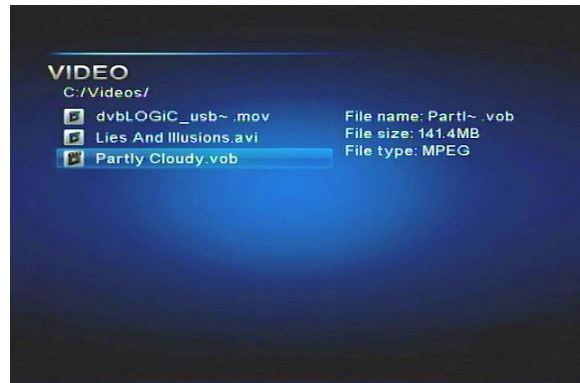 VIDEO
C:/Videos/
dvbLOGiC_usb~ .mov
Lies And Illusions.avi
Partly Cloudy.vob
File name: Partl~ .vob
File size: 141.4MB
File type: MPEG